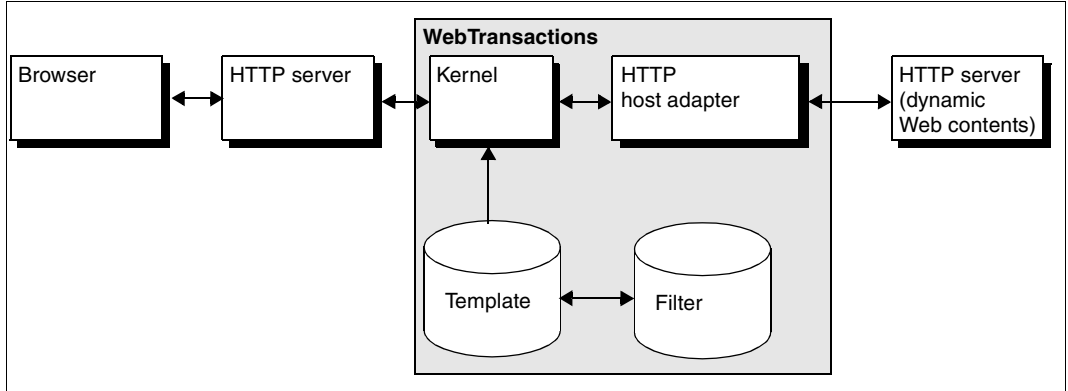 WebTransactions
Browser
HTTP server
Kernel
HTTP
host adapter
HTTP server
(dynamic
Web contents)
Template
Filter